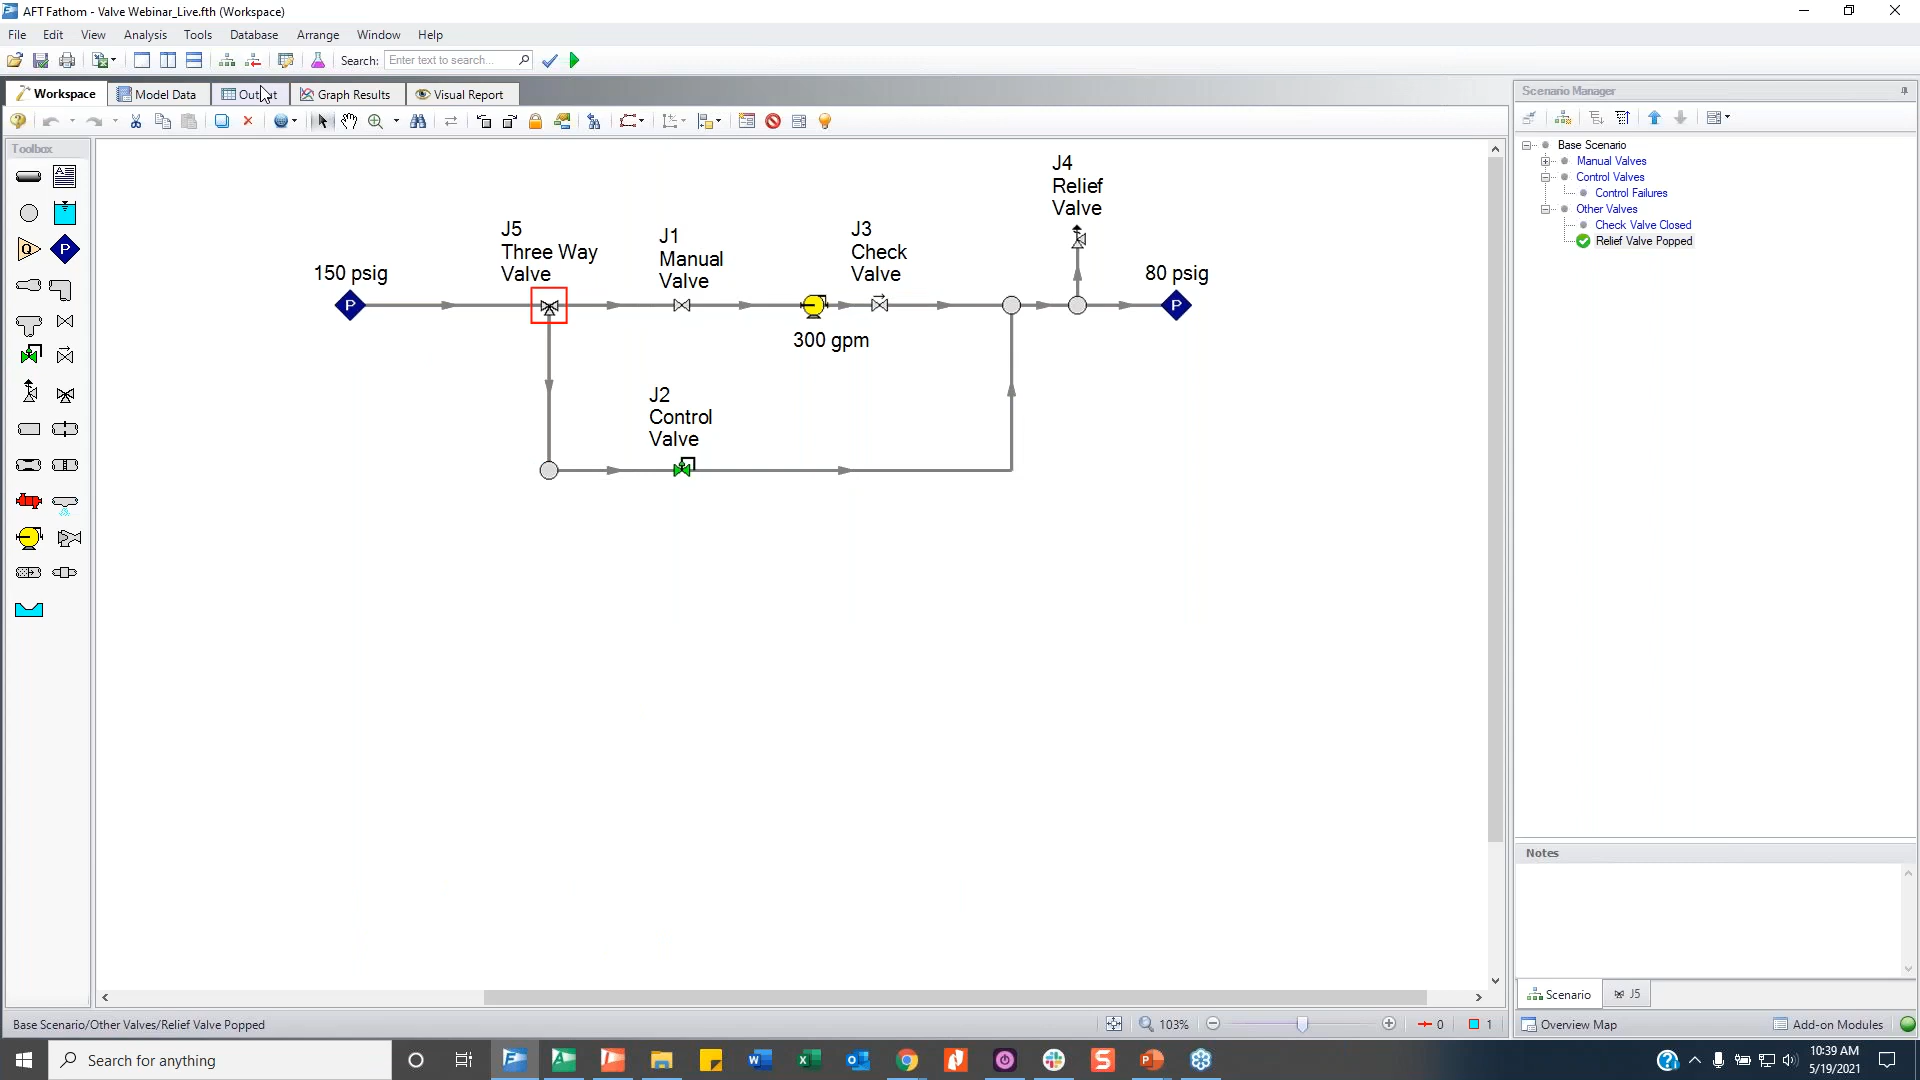 AFT Fathom - Valve Webinar_Live.fth (Workspace)
File Edit View Analysis Tools Database Arrange Window Help
Search: Enter text to search...
Workspace Model Data Output Graph Results Visual Report
Scenario Manager
Toolbox
Base Scenario
Manual Valves
Control Valves
Control Failures
Other Valves
Check Valve Closed
Relief Valve Popped
J4
Relief
Valve
J5
Three Way
Valve
J1
Manual
Valve
J3
Check
Valve
150 psig
80 psig
P
P
300 gpm
J2
Control
Valve
Q
P
Notes
Scenario J5
Base Scenario/Other Valves/Relief Valve Popped
103%
0
1
Overview Map
Add-on Modules
Search for anything
10:39 AM
5/19/2021